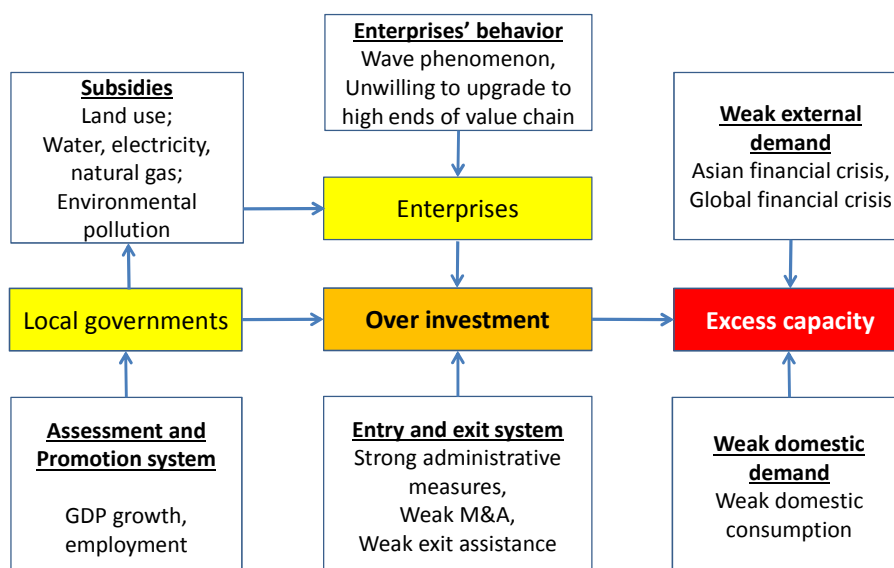 Enterprises' behavior
Wave phenomenon,
Unwilling to upgrade to
high ends of value chain
Subsidies
Land use;
Water, electricity,
natural gas;
Environmental
pollution
Weak external
demand
Asian financial crisis,
Global financial crisis
Enterprises
Local governments
Over investment
Excess capacity
Assessment and
Promotion system
GDP growth,
employment
Entry and exit system
Strong administrative
measures,
Weak M&A,
Weak exit assistance
Weak domestic
demand
Weak domestic
consumption